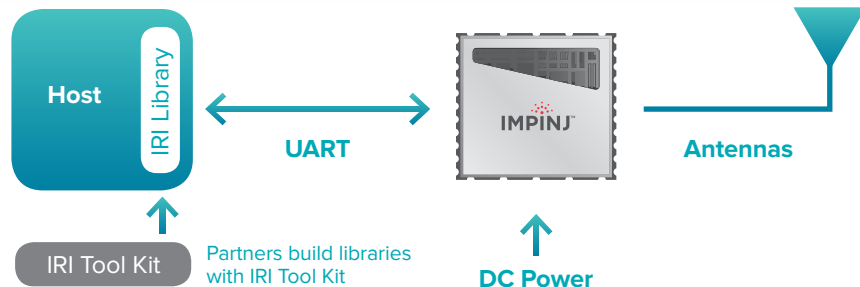 Host
IRI Library
UART
IMPINJ
Antennas
IRI Tool Kit
Partners build libraries
with IRI Tool Kit
DC Power